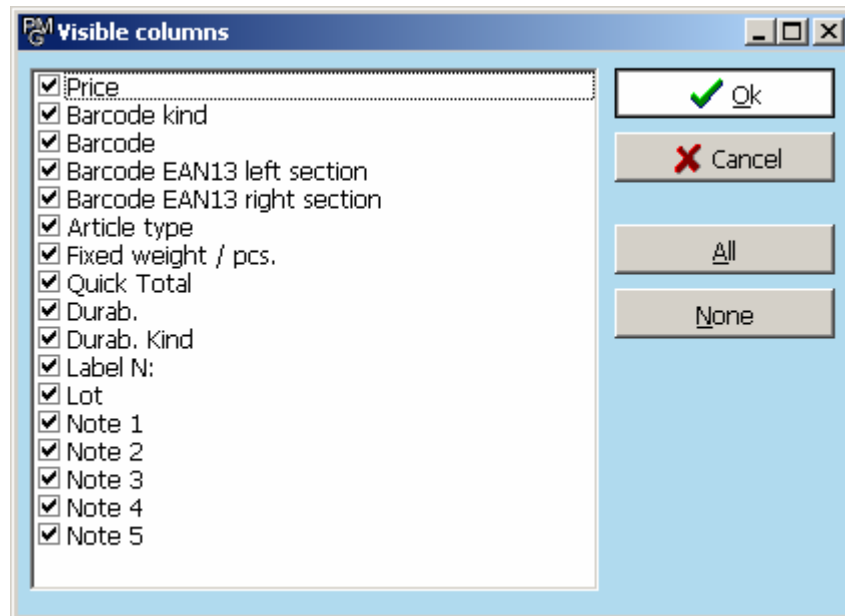 PMG Visible columns
Price
Barcode kind
Barcode
Barcode EAN13 left section
Barcode EAN13 right section
Article type
Fixed weight / pcs.
Quick Total
Durab.
Durab. Kind
Label N:
Lot
Note 1
Note 2
Note 3
Note 4
Note 5
Ok
Cancel
All
None